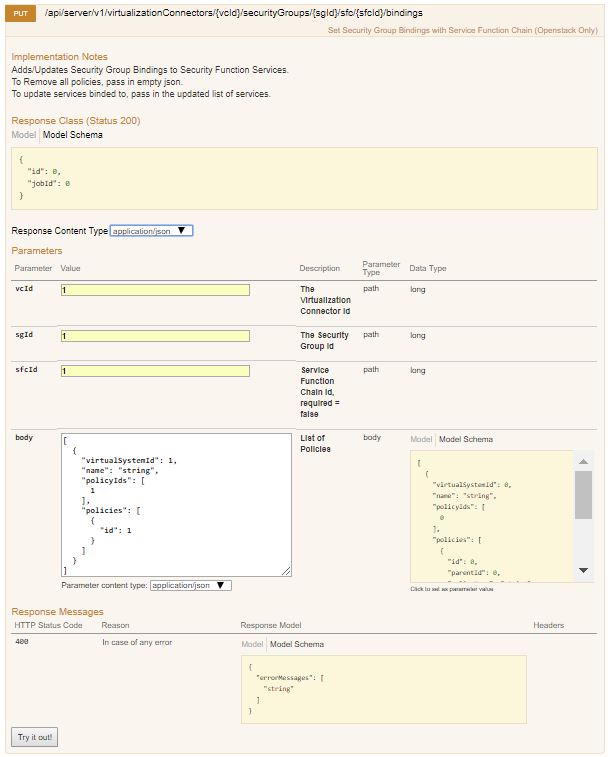 PUT /api/server/v1/virtualizationConnectors/{vcId}/securityGroups/{sgId}/sfc/{sfcId}/bindings
Set Security Group Bindings with Service Function Chain (Openstack Only)
Implementation Notes
Adds/Updates Security Group Bindings to Security Function Services.
To Remove all policies, pass in empty json.
To update services binded to, pass in the updated list of services.
Response Class (Status 200)
Model Model Schema
{
"id": 0,
"jobId": 0
}
Response Content Type application/json
Parameters
Parameter Value Description Parameter Type Data Type
vcId 1 The Virtualization Connector Id path long
sgId 1 The Security Group Id path long
sfcId 1 Service Function Chain Id, required = false path long
body
[
{
"virtualSystemId": 1,
"name": "string",
"policyIds": [
1
],
"policies": [
{
"id": 1
}
]
}
]
Parameter content type: application/json
List of Policies
body
Model Model Schema
[
{
"virtualSystemId": 0,
"name": "string",
"policyIds": [
0
],
"policies": [
{
"id": 0,
"parentId": 0,
Click to set as parameter value
Response Messages
HTTP Status Code Reason Response Model Headers
400 In case of any error Model Model Schema
{
"errorMessages": [
"string"
]
}
Try it out!